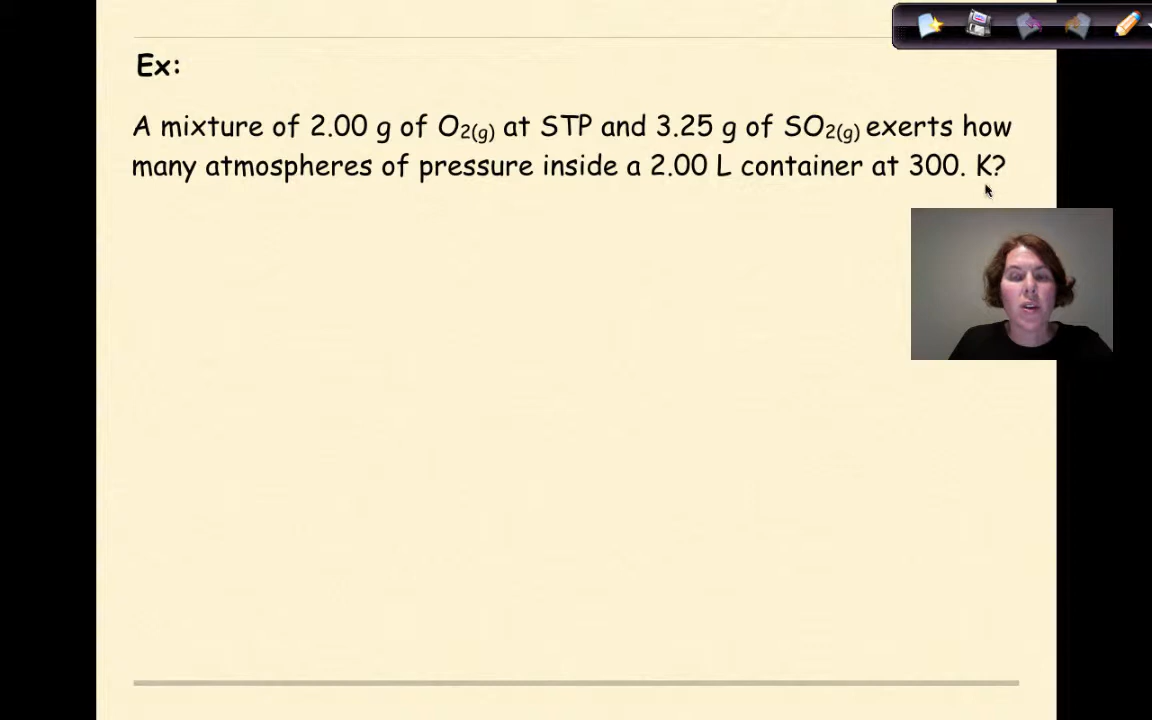 Ex:
A mixture of 2.00 g of O₂₍g₎ at STP and 3.25 g of SO₂₍g₎ exerts how
many atmospheres of pressure inside a 2.00 L container at 300. K?